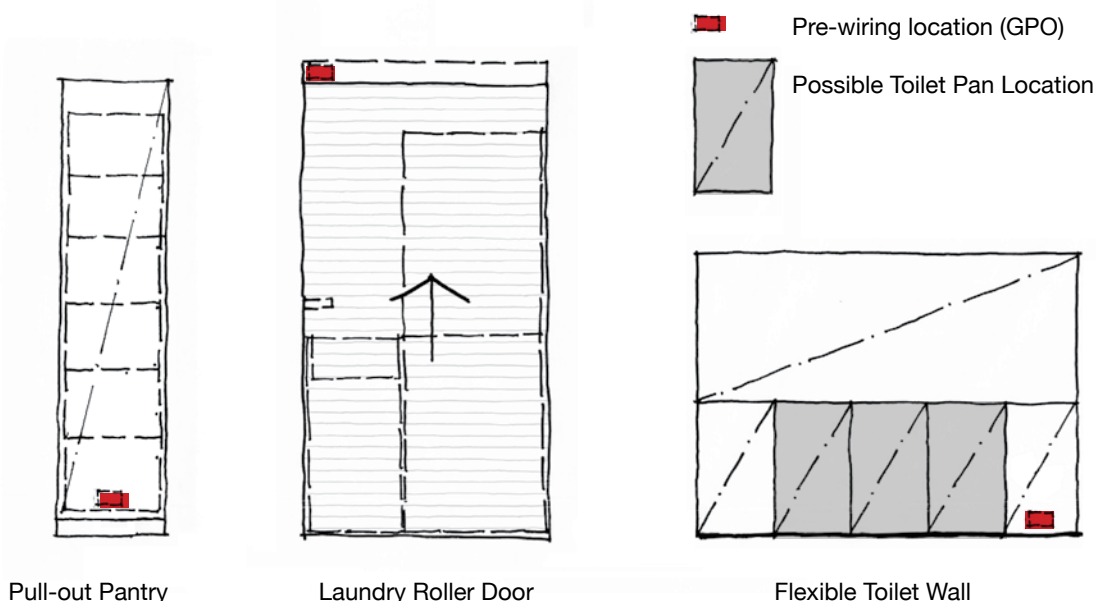 Pre-wiring location (GPO)
Possible Toilet Pan Location
Pull-out Pantry
Laundry Roller Door
Flexible Toilet Wall